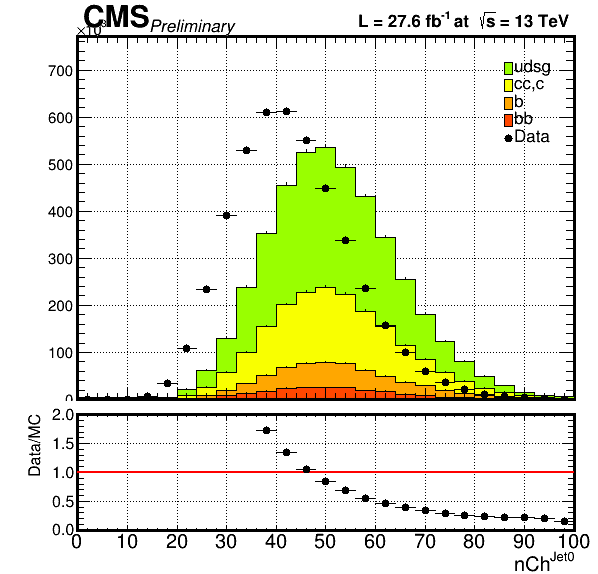 CMS Preliminary L = 27.6 fb⁻¹ at √s = 13 TeV
×10³
700
600
500
400
300
200
100
0
udsg
cc,c
b
bb
Data
Data/MC
2.0
1.5
1.0
0.5
0.0
0 10 20 30 40 50 60 70 80 90 100
nCh^Jet0